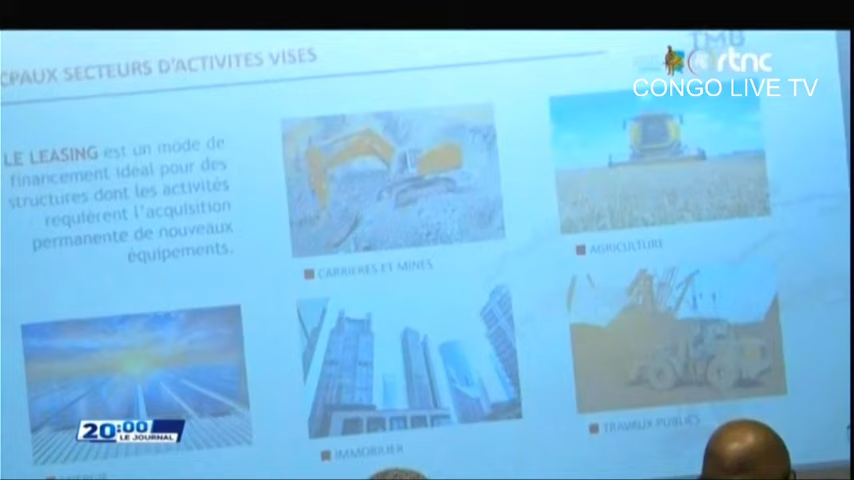 TMB
rtnc
CONGO LIVE TV
CPAUX SECTEURS D'ACTIVITES VISES
LE LEASING est un mode de
financement idéal pour des
structures dont les activités
requièrent l'acquisition
permanente de nouveaux
équipements.
CARRIERES ET MINES
AGRICULTURE
IMMOBILIER
TRAVAUX PUBLICS
20:00
LE JOURNAL